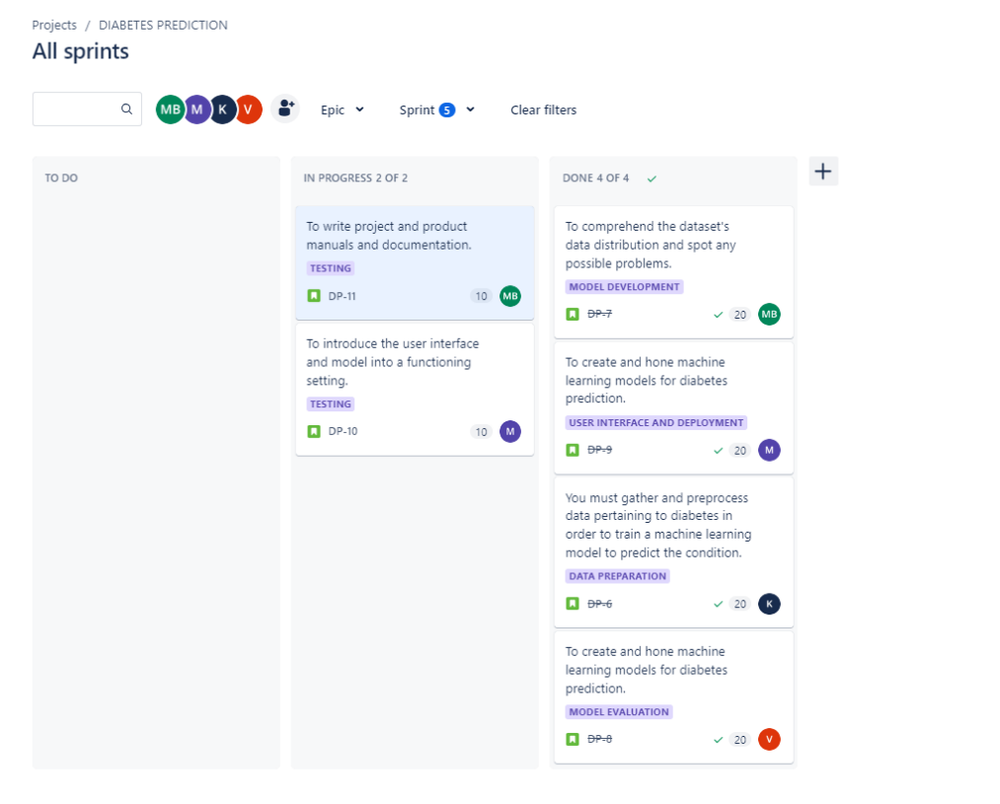 Projects / DIABETES PREDICTION
All sprints
MB M K V Epic Sprint 5 Clear filters
TO DO
IN PROGRESS 2 OF 2
To write project and product
manuals and documentation.
TESTING
DP-11 10 MB
To introduce the user interface
and model into a functioning
setting.
TESTING
DP-10 10 M
DONE 4 OF 4
To comprehend the dataset's
data distribution and spot any
possible problems.
MODEL DEVELOPMENT
DP-7 20 MB
To create and hone machine
learning models for diabetes
prediction.
USER INTERFACE AND DEPLOYMENT
DP-9 20 M
You must gather and preprocess
data pertaining to diabetes in
order to train a machine learning
model to predict the condition.
DATA PREPARATION
DP-6 20 K
To create and hone machine
learning models for diabetes
prediction.
MODEL EVALUATION
DP-8 20 V